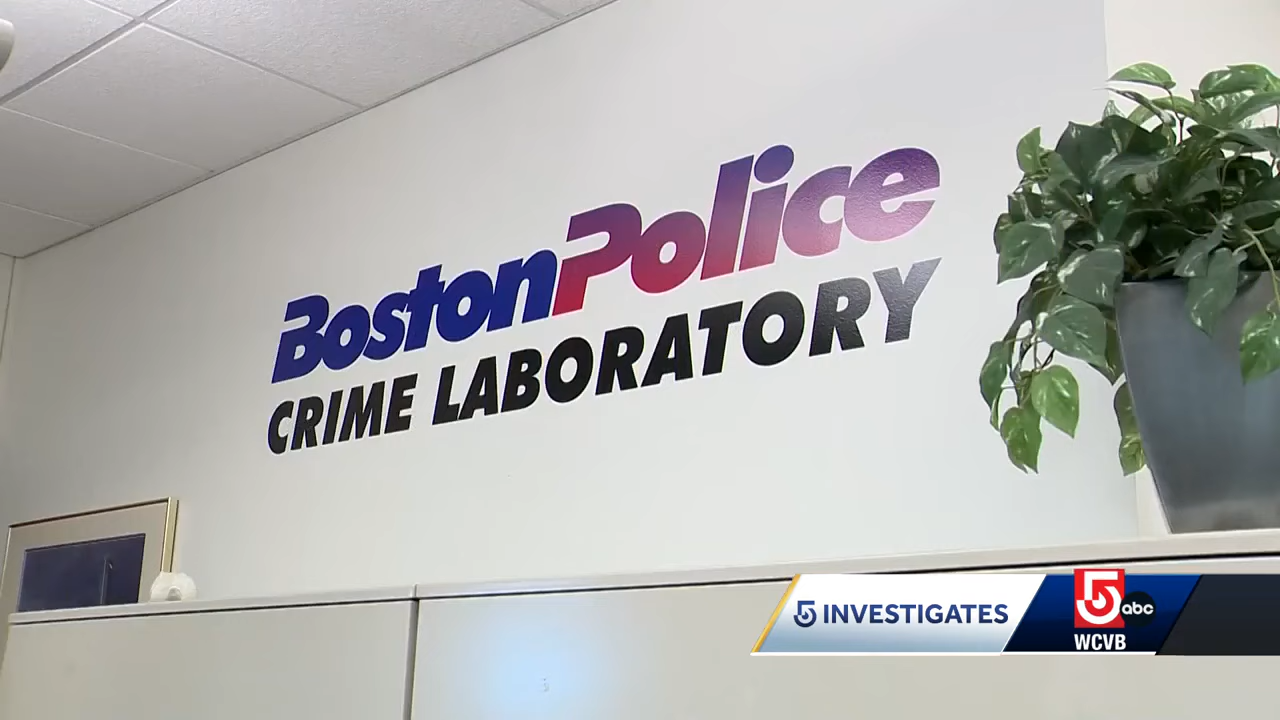 BostonPolice
CRIME LABORATORY
5 INVESTIGATES
5 abc
WCVB